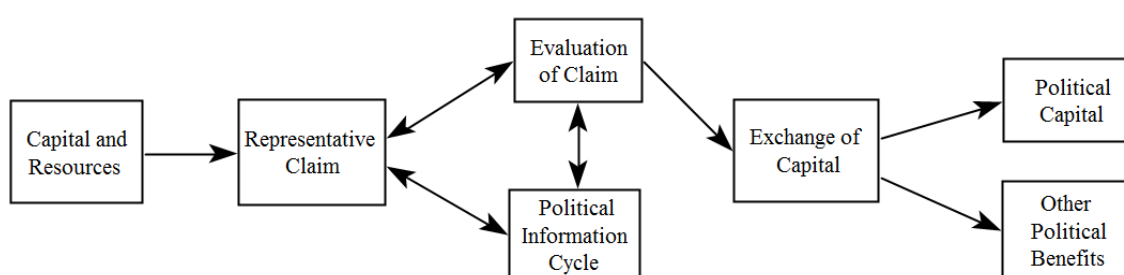 Capital and
Resources
Representative
Claim
Evaluation
of Claim
Political
Information
Cycle
Exchange of
Capital
Political
Capital
Other
Political
Benefits